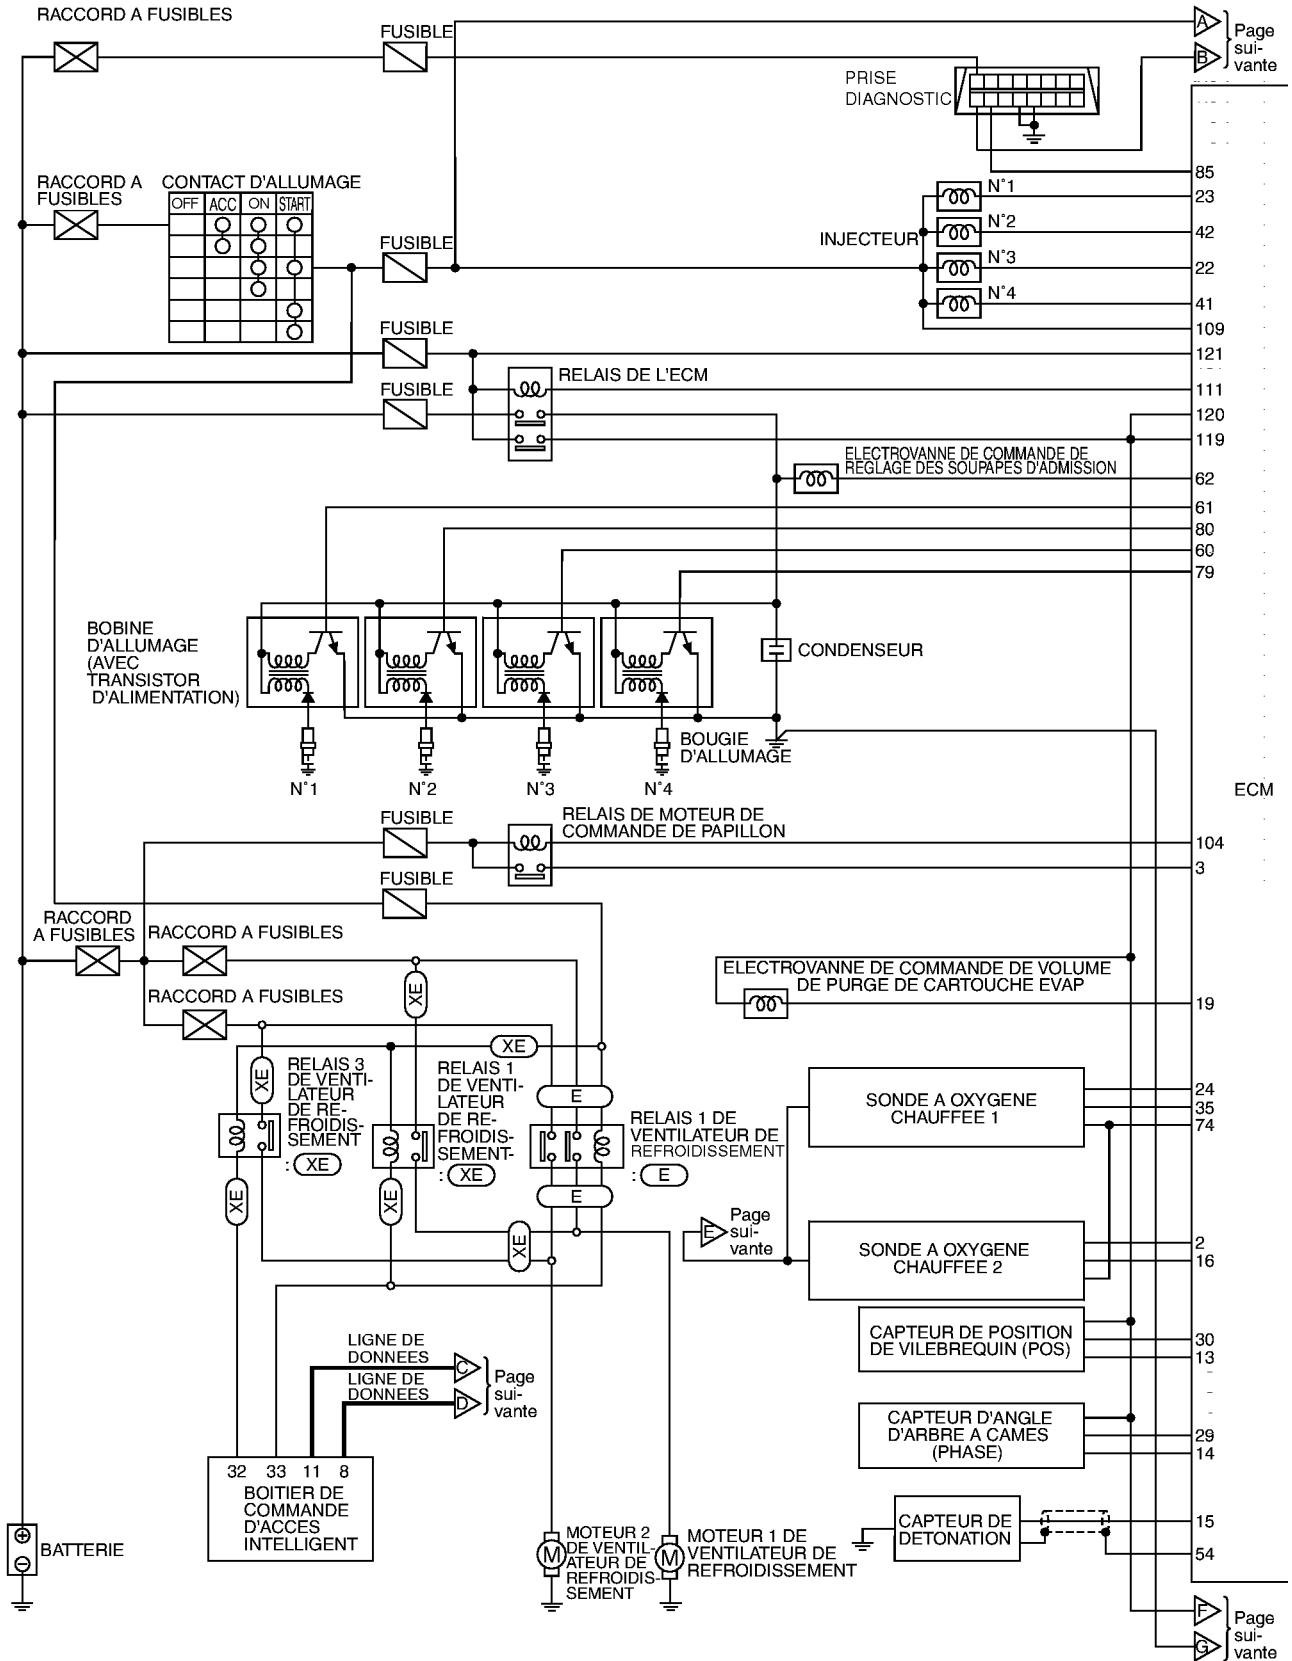 RACCORD A FUSIBLES
FUSIBLE
A
B
Page
sui-
vante
PRISE
DIAGNOSTIC
85
RACCORD A
FUSIBLES
CONTACT D'ALLUMAGE
OFF
ACC
ON
START
FUSIBLE
INJECTEUR
N°1
23
N°2
42
N°3
22
N°4
41
109
FUSIBLE
121
RELAIS DE L'ECM
111
FUSIBLE
120
119
ELECTROVANNE DE COMMANDE DE
REGLAGE DES SOUPAPES D'ADMISSION
62
61
80
60
79
BOBINE
D'ALLUMAGE
(AVEC
TRANSISTOR
D'ALIMENTATION)
CONDENSEUR
BOUGIE
D'ALLUMAGE
N°1
N°2
N°3
N°4
ECM
FUSIBLE
RELAIS DE MOTEUR DE
COMMANDE DE PAPILLON
104
3
FUSIBLE
RACCORD
A FUSIBLES
RACCORD A FUSIBLES
RACCORD A FUSIBLES
XE
ELECTROVANNE DE COMMANDE DE VOLUME
DE PURGE DE CARTOUCHE EVAP
19
XE
XE
RELAIS 3
DE VENTI-
LATEUR
DE RE-
FROIDIS-
SEMENT
: XE
RELAIS 1
DE VENTI-
LATEUR
DE RE-
FROIDIS-
SEMENT-
: XE
E
RELAIS 1 DE
VENTILATEUR DE
REFROIDISSEMENT
: E
SONDE A OXYGENE
CHAUFFEE 1
24
35
74
XE
XE
E
XE
E
Page
sui-
vante
SONDE A OXYGENE
CHAUFFEE 2
2
16
CAPTEUR DE POSITION
DE VILEBREQUIN (POS)
30
13
LIGNE DE
DONNEES
C
LIGNE DE
DONNEES
D
Page
sui-
vante
CAPTEUR D'ANGLE
D'ARBRE A CAMES
(PHASE)
29
14
32
33
11
8
BOITIER DE
COMMANDE
D'ACCES
INTELLIGENT
BATTERIE
M
MOTEUR 2
DE VENTIL-
ATEUR DE
REFROIDIS-
SEMENT
M
MOTEUR 1 DE
VENTILATEUR DE
REFROIDISSEMENT
CAPTEUR DE
DETONATION
15
54
F
G
Page
sui-
vante